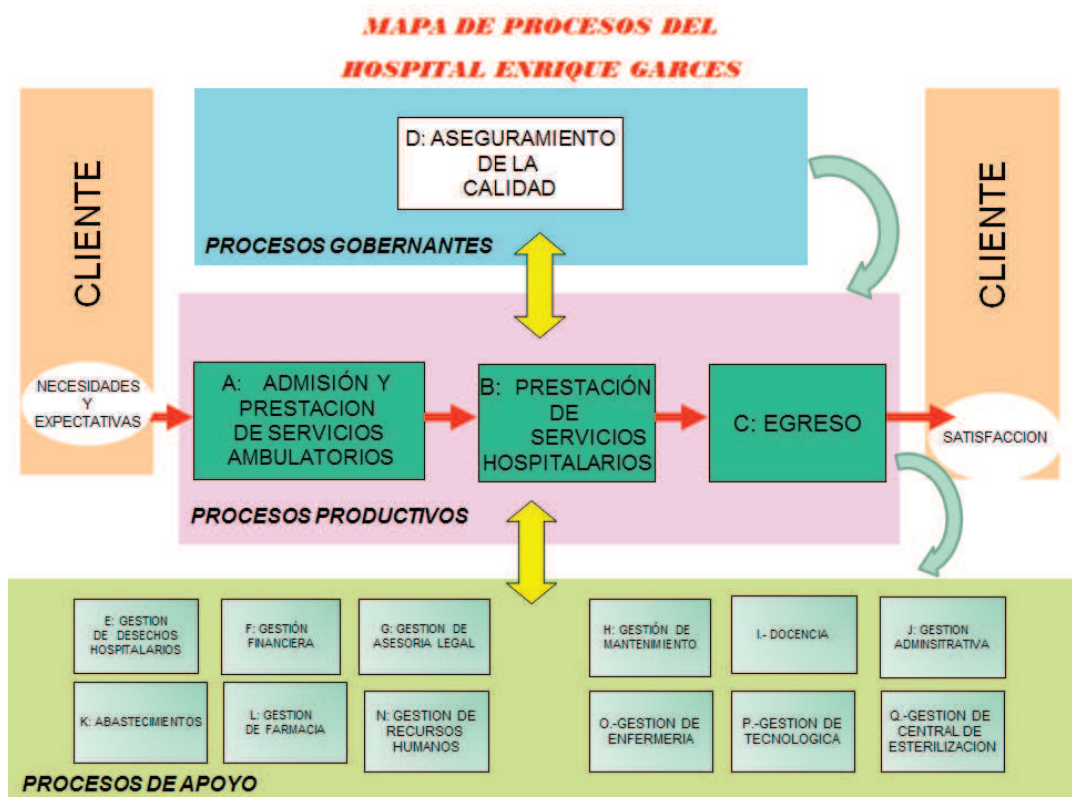 MAPA DE PROCESOS DEL
HOSPITAL ENRIQUE GARCES
CLIENTE
NECESIDADES
Y
EXPECTATIVAS
D: ASEGURAMIENTO
DE LA
CALIDAD
PROCESOS GOBERNANTES
A: ADMISIÓN Y
PRESTACION
DE SERVICIOS
AMBULATORIOS
B: PRESTACIÓN
DE
SERVICIOS
HOSPITALARIOS
C: EGRESO
PROCESOS PRODUCTIVOS
CLIENTE
SATISFACCION
E: GESTION
DE DESECHOS
HOSPITALARIOS
F: GESTIÓN
FINANCIERA
G: GESTION DE
ASESORIA LEGAL
H: GESTIÓN DE
MANTENIMIENTO
I.- DOCENCIA
J: GESTION
ADMINSITRATIVA
K: ABASTECIMIENTOS
L: GESTION
DE FARMACIA
N: GESTION DE
RECURSOS
HUMANOS
O.-GESTION DE
ENFERMERIA
P.-GESTION DE
TECNOLOGICA
Q.-GESTION DE
CENTRAL DE
ESTERILIZACION
PROCESOS DE APOYO